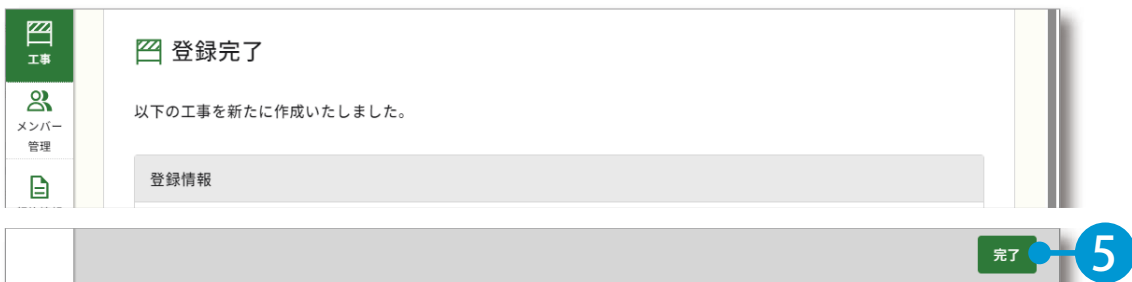 工事
登録完了
以下の工事を新たに作成いたしました。
メンバー
管理
登録情報
完了
5